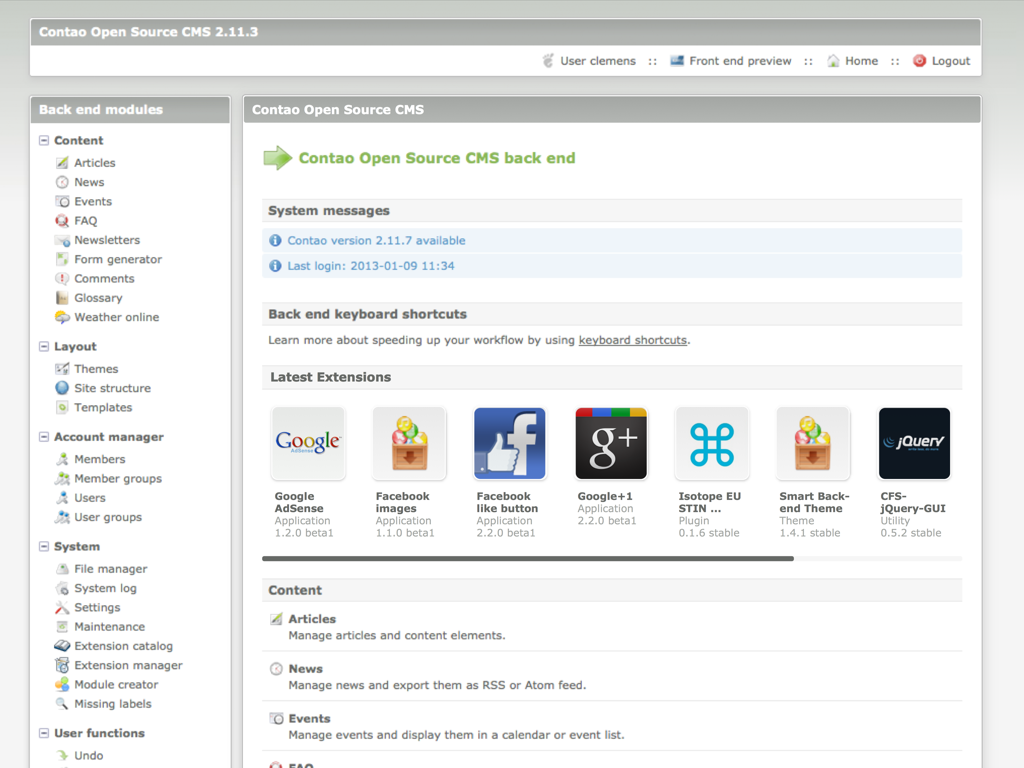 Contao Open Source CMS 2.11.3
User clemens :: Front end preview :: Home :: Logout
Back end modules
Content
Articles
News
Events
FAQ
Newsletters
Form generator
Comments
Glossary
Weather online
Layout
Themes
Site structure
Templates
Account manager
Members
Member groups
Users
User groups
System
File manager
System log
Settings
Maintenance
Extension catalog
Extension manager
Module creator
Missing labels
User functions
Undo
Contao Open Source CMS
Contao Open Source CMS back end
System messages
Contao version 2.11.7 available
Last login: 2013-01-09 11:34
Back end keyboard shortcuts
Learn more about speeding up your workflow by using keyboard shortcuts.
Latest Extensions
Google
AdSense
Google
AdSense
Application
1.2.0 beta1
Facebook
images
Application
1.1.0 beta1
f
Facebook
like button
Application
2.2.0 beta1
g+
Google+1
Application
2.2.0 beta1
Isotope EU
STIN ...
Plugin
0.1.6 stable
Smart Back-
end Theme
Theme
1.4.1 stable
jQuery
CFS-
jQuery-GUI
Utility
0.5.2 stable
Content
Articles
Manage articles and content elements.
News
Manage news and export them as RSS or Atom feed.
Events
Manage events and display them in a calendar or event list.
FAQ